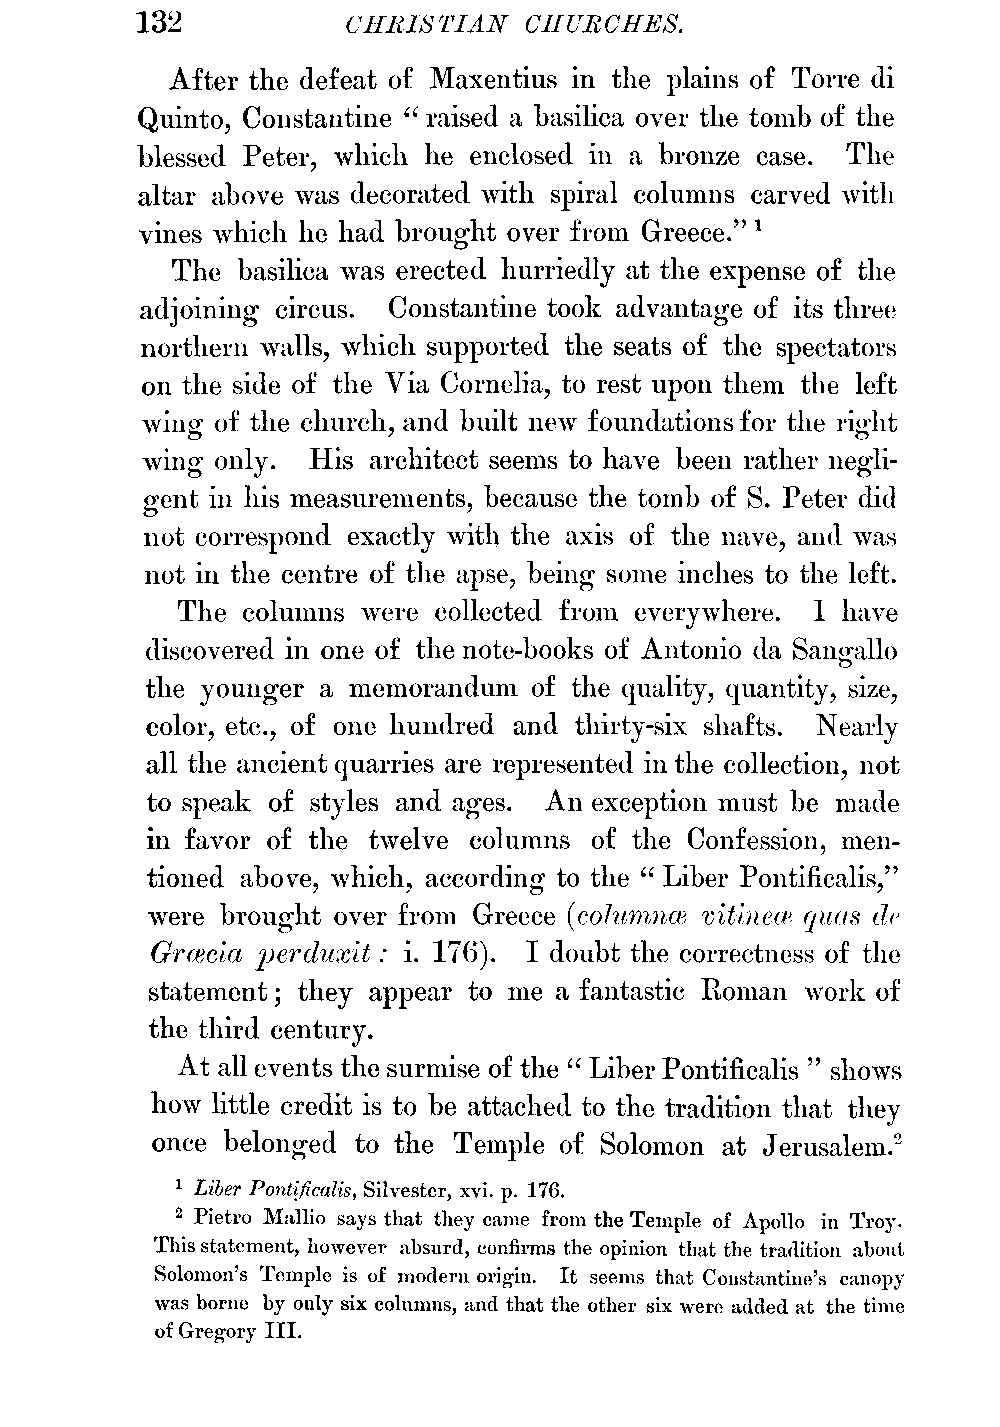 132 CHRISTIAN CHURCHES.
After the defeat of Maxentius in the plains of Torre di
Quinto, Constantine “ raised a basilica over the tomb of the
blessed Peter, which he enclosed in a bronze case. The
altar above was decorated with spiral columns carved with
vines which he had brought over from Greece.” ¹
The basilica was erected hurriedly at the expense of the
adjoining circus. Constantine took advantage of its three
northern walls, which supported the seats of the spectators
on the side of the Via Cornelia, to rest upon them the left
wing of the church, and built new foundations for the right
wing only. His architect seems to have been rather negli-
gent in his measurements, because the tomb of S. Peter did
not correspond exactly with the axis of the nave, and was
not in the centre of the apse, being some inches to the left.
The columns were collected from everywhere. I have
discovered in one of the note-books of Antonio da Sangallo
the younger a memorandum of the quality, quantity, size,
color, etc., of one hundred and thirty-six shafts. Nearly
all the ancient quarries are represented in the collection, not
to speak of styles and ages. An exception must be made
in favor of the twelve columns of the Confession, men-
tioned above, which, according to the “ Liber Pontificalis,”
were brought over from Greece (columnæ vitineæ quas de
Græcia perduxit : i. 176). I doubt the correctness of the
statement ; they appear to me a fantastic Roman work of
the third century.
At all events the surmise of the “ Liber Pontificalis ” shows
how little credit is to be attached to the tradition that they
once belonged to the Temple of Solomon at Jerusalem.²
¹ Liber Pontificalis, Silvester, xvi. p. 176.
² Pietro Mallio says that they came from the Temple of Apollo in Troy.
This statement, however absurd, confirms the opinion that the tradition about
Solomon's Temple is of modern origin. It seems that Constantine's canopy
was borne by only six columns, and that the other six were added at the time
of Gregory III.